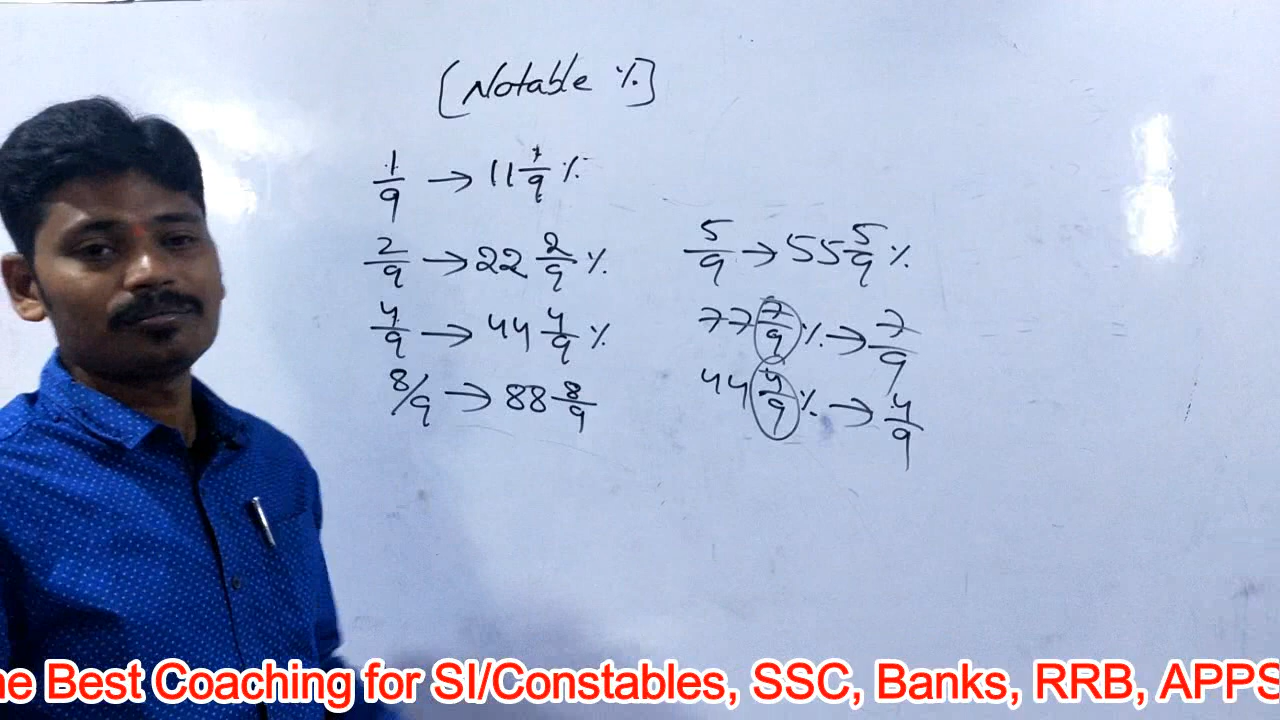 [Notable %]
1/9 → 11 1/9 %
2/9 → 22 2/9 %
4/9 → 44 4/9 %
8/9 → 88 8/9
5/9 → 55 5/9 %
77 7/9 % → 7/9
44 4/9 % → 4/9
he Best Coaching for SI/Constables, SSC, Banks, RRB, APPS